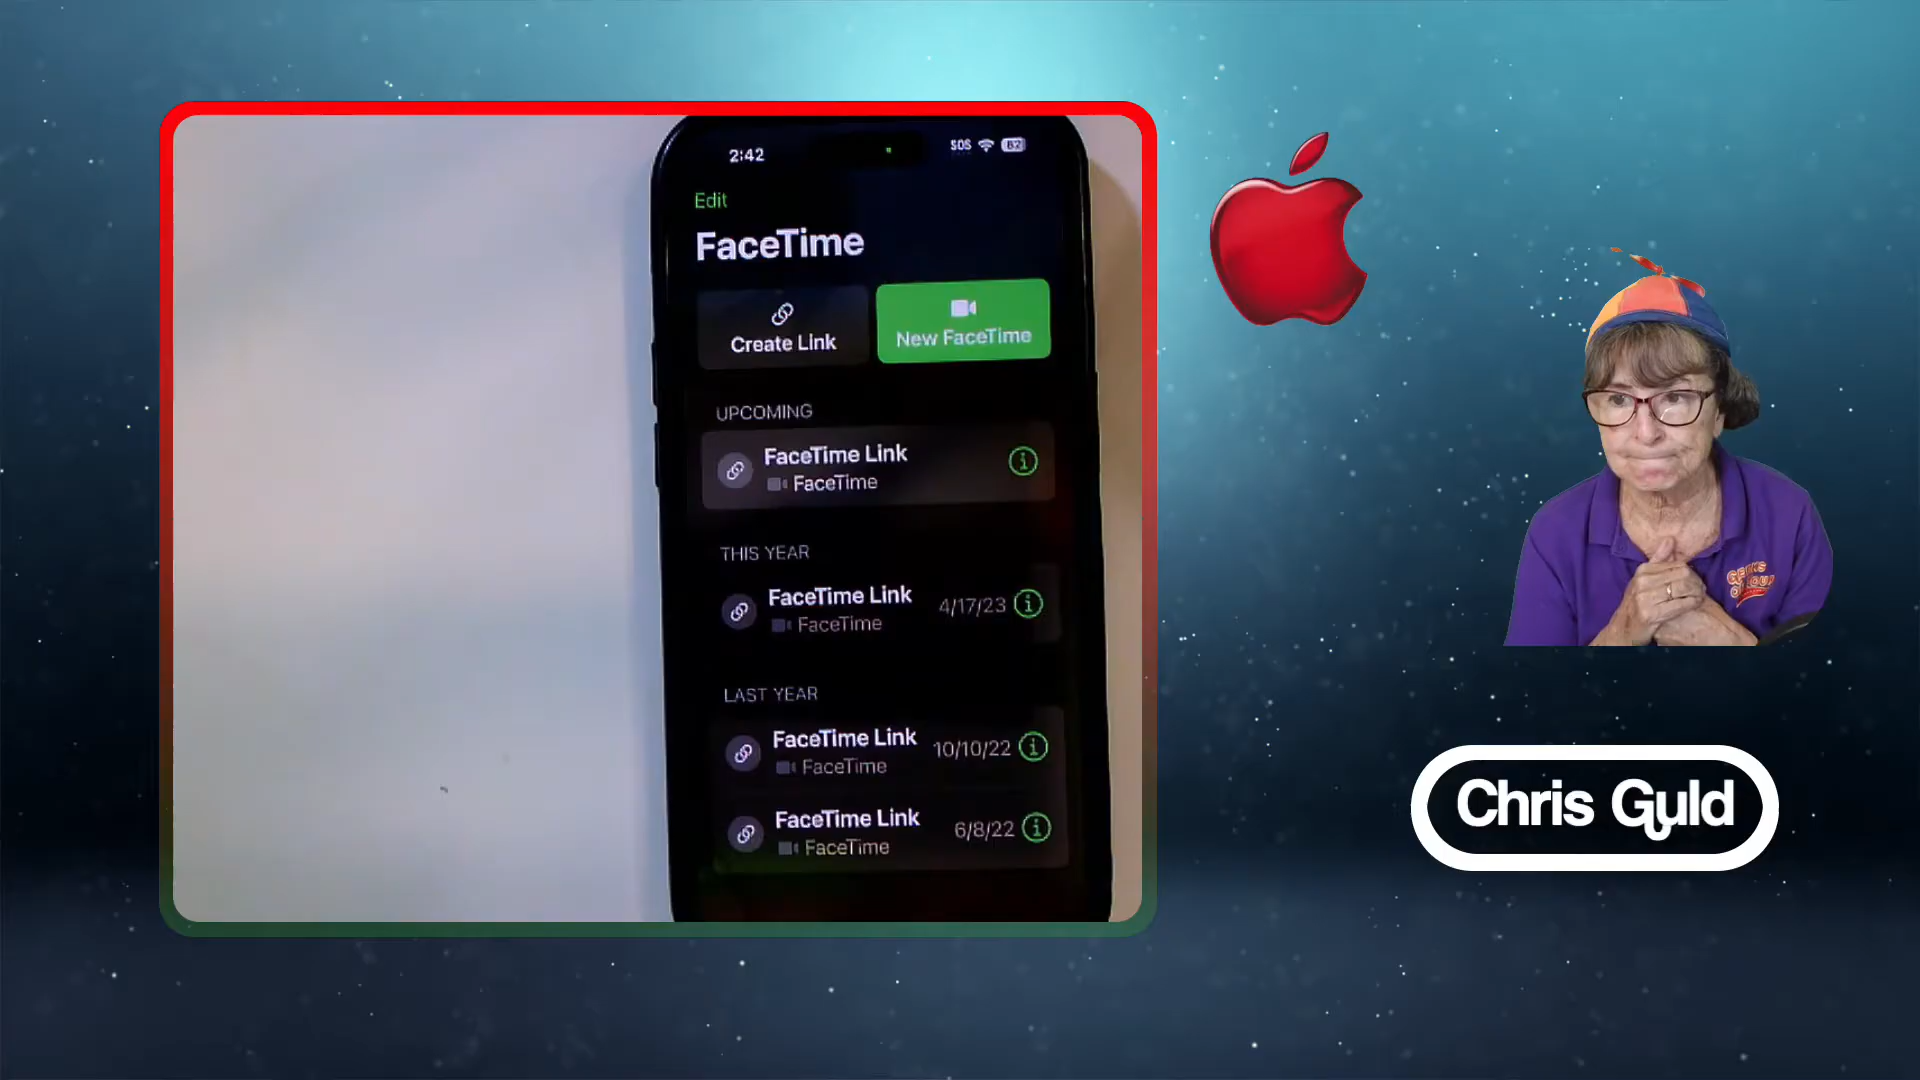 2:42
SOS
82
Edit
FaceTime
Create Link
New FaceTime
UPCOMING
FaceTime Link
FaceTime
THIS YEAR
FaceTime Link
4/17/23
FaceTime
LAST YEAR
FaceTime Link
10/10/22
FaceTime
FaceTime Link
6/8/22
FaceTime
GEEKS
Chris Guld